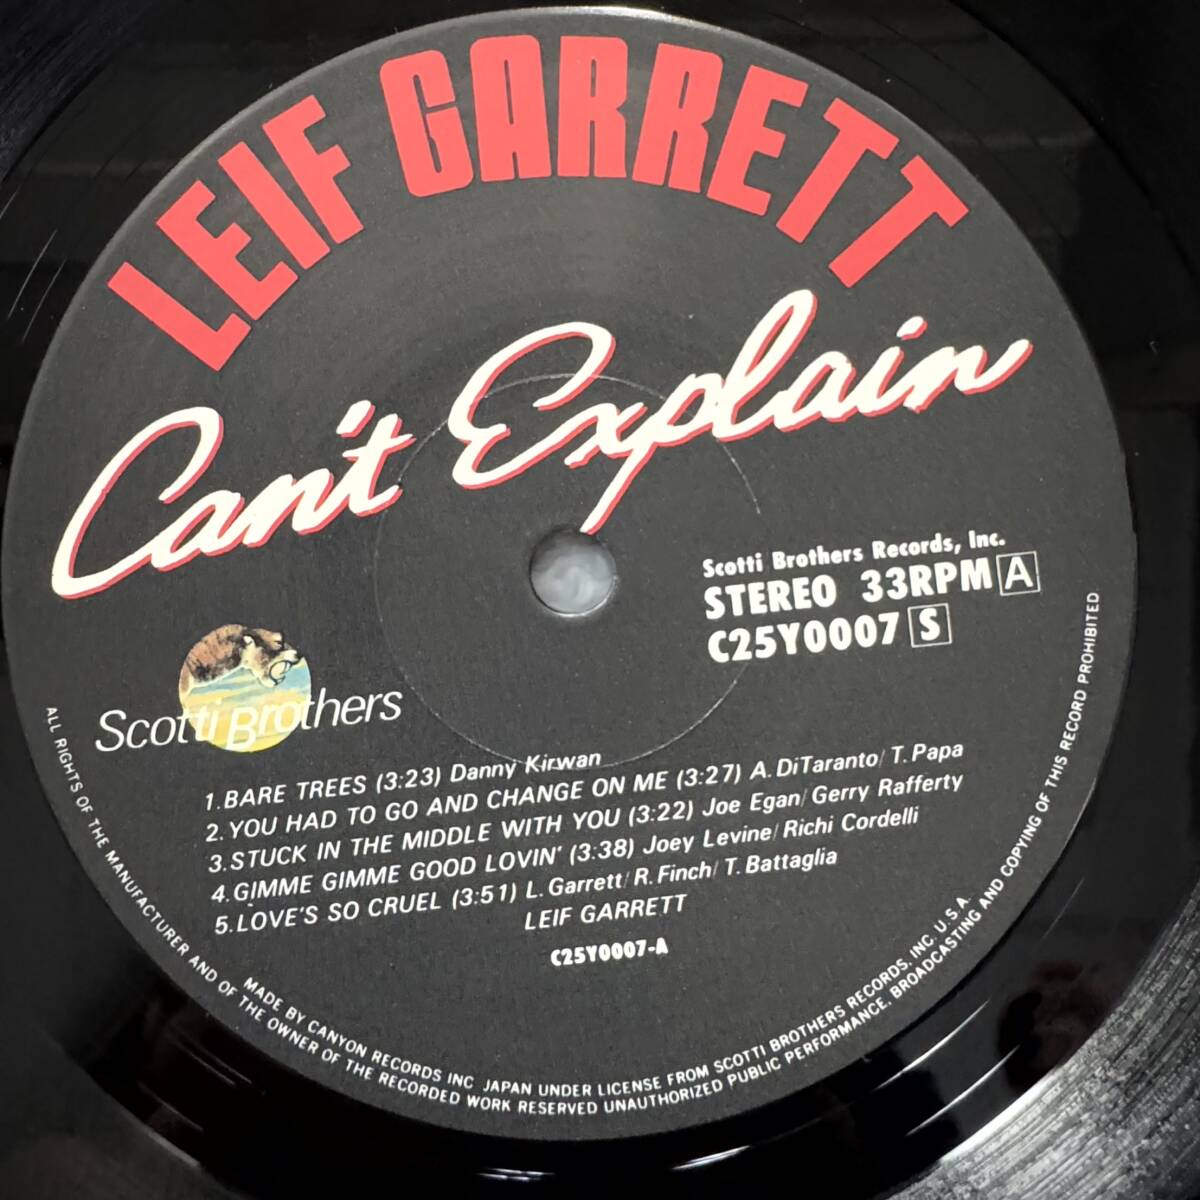 LEIF GARRETT
Can't Explain
Scotti Brothers Records, Inc.
STEREO 33RPM A
C25Y0007 S
Scotti Brothers
1. BARE TREES (3:23) Danny Kirwan
2. YOU HAD TO GO AND CHANGE ON ME (3:27) A. DiTaranto/ T. Papa
3. STUCK IN THE MIDDLE WITH YOU (3:22) Joe Egan/ Gerry Rafferty
4. GIMME GIMME GOOD LOVIN' (3:38) Joey Levine/ Richi Cordelli
5. LOVE'S SO CRUEL (3:51) L. Garrett/ R. Finch/ T. Battaglia
LEIF GARRETT
C25Y0007-A
MADE BY CANYON RECORDS INC JAPAN UNDER LICENSE FROM SCOTTI BROTHERS RECORDS, INC. U.S.A.
ALL RIGHTS OF THE MANUFACTURER AND OF THE OWNER OF THE RECORDED WORK RESERVED UNAUTHORIZED PUBLIC PERFORMANCE, BROADCASTING AND COPYING OF THIS RECORD PROHIBITED